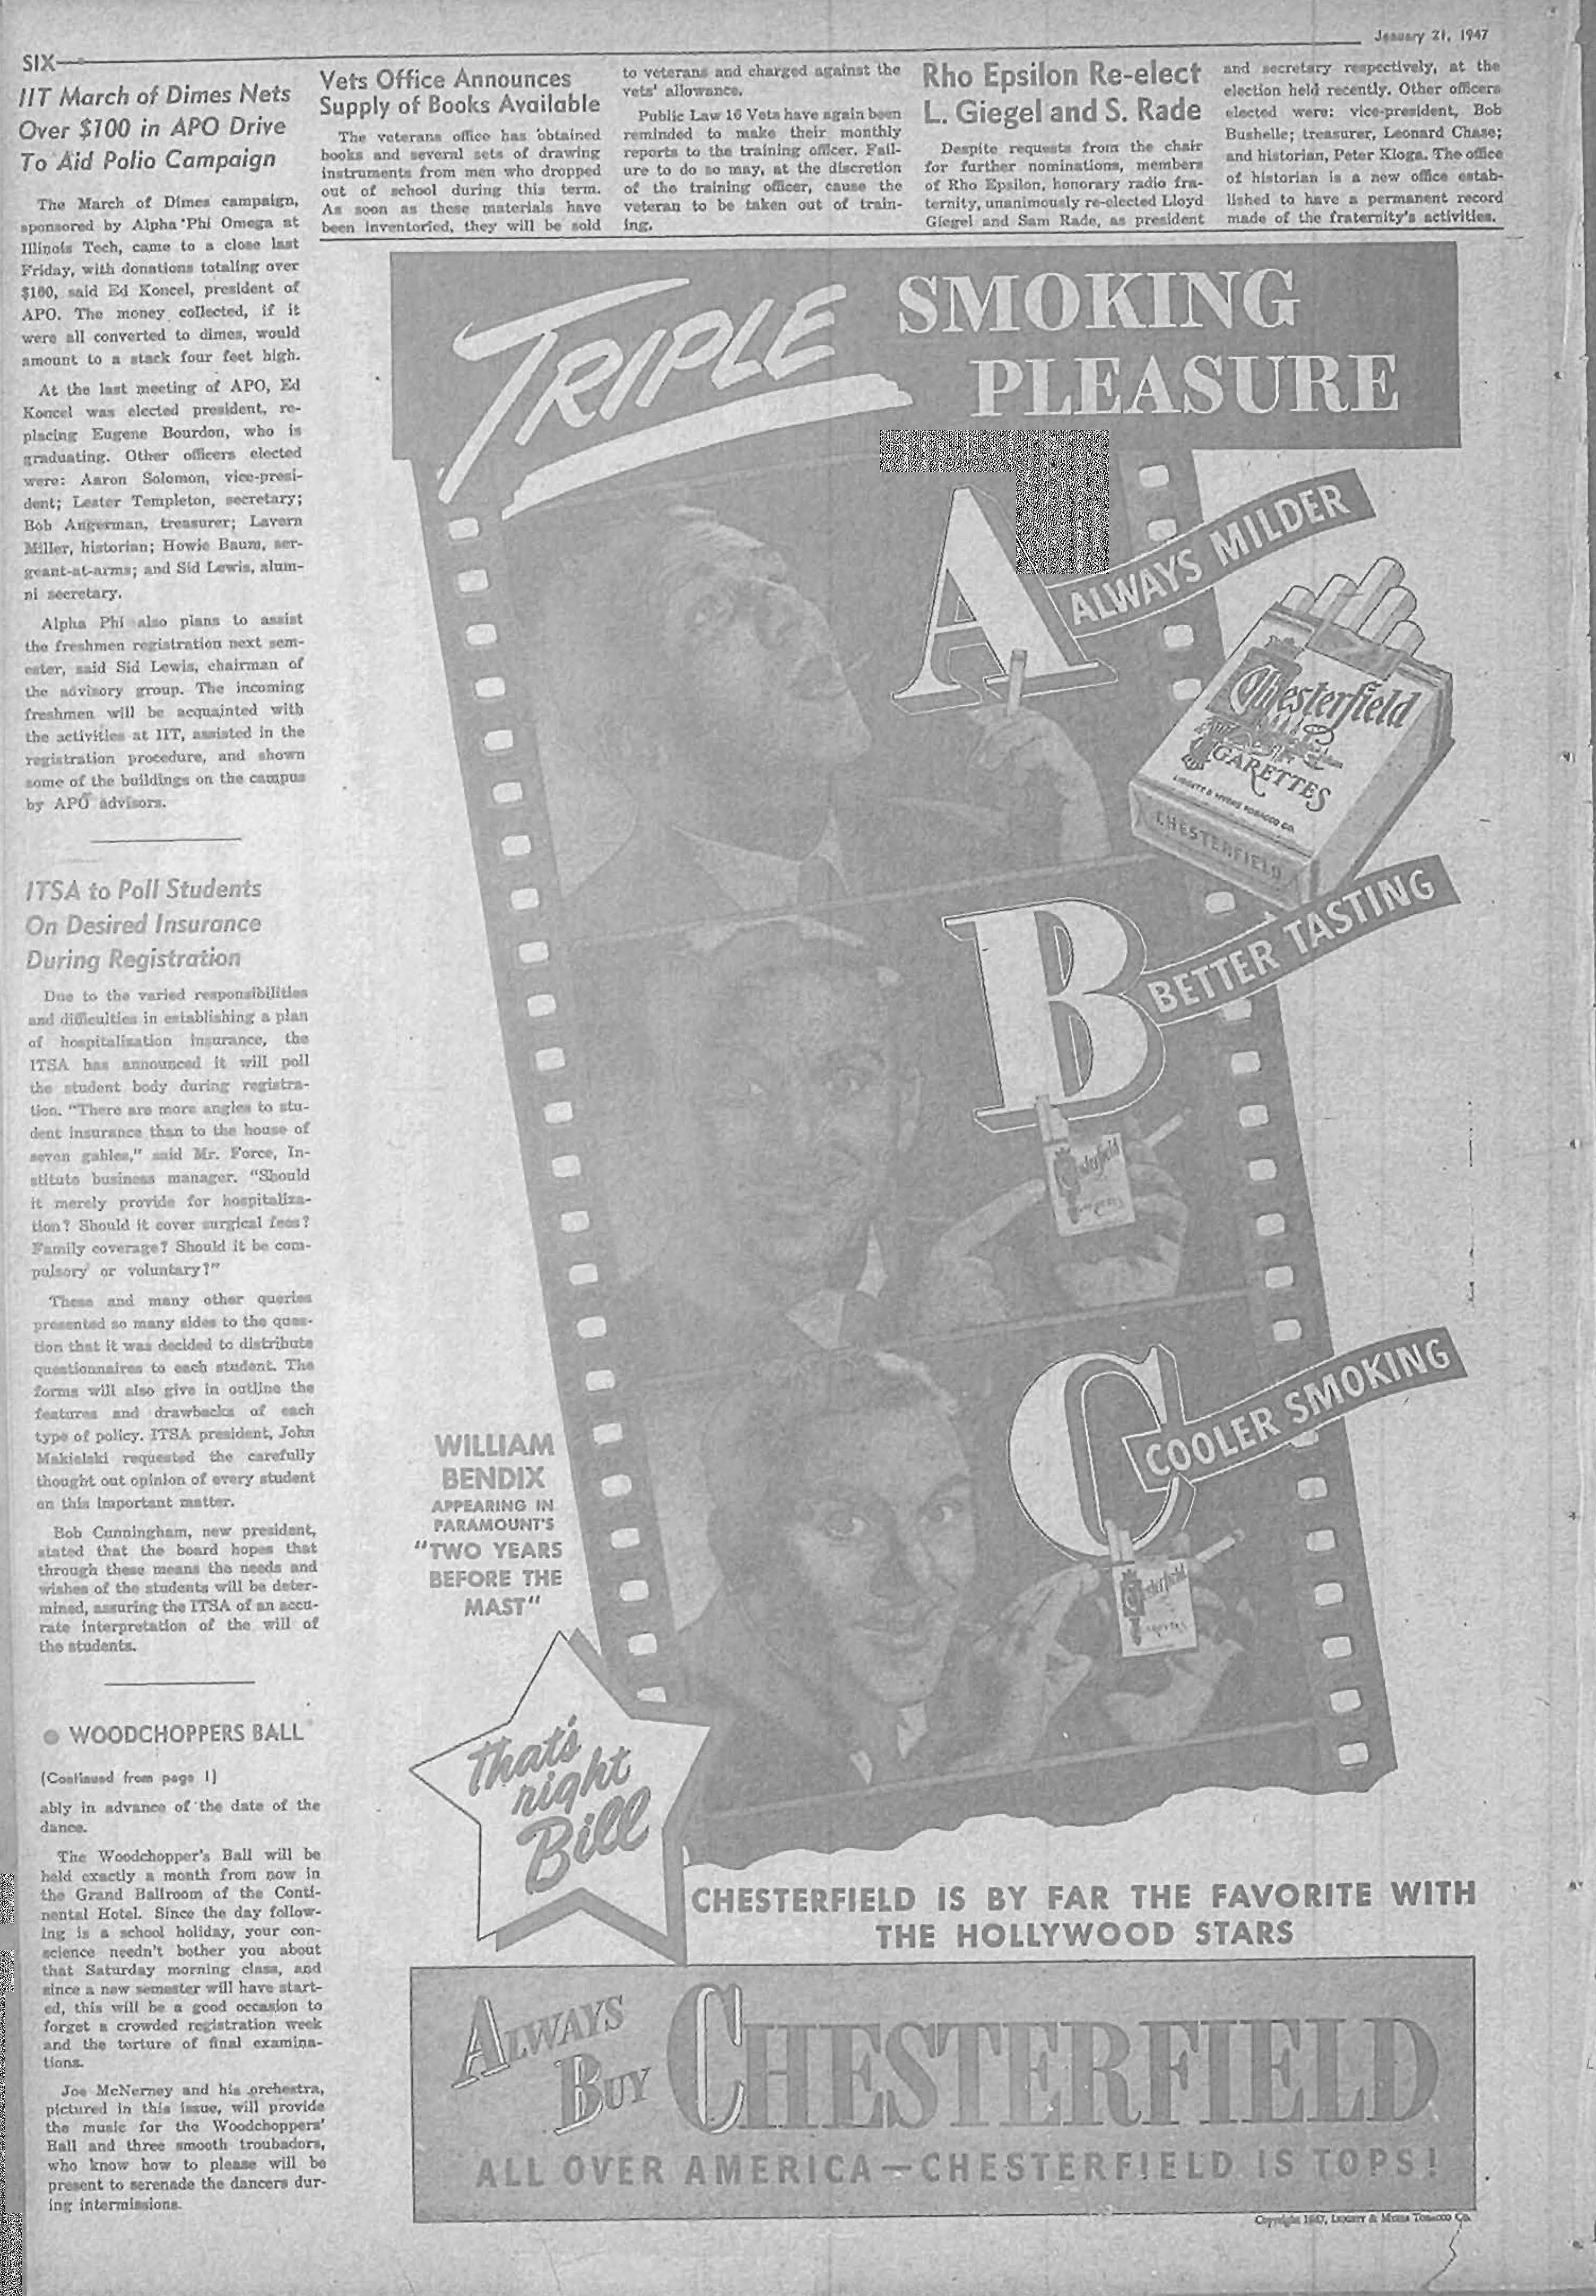 SIX
January 21, 1947
IIT March of Dimes Nets
Over $100 in APO Drive
To Aid Polio Campaign
The March of Dimes campaign,
sponsored by Alpha Phi Omega at
Illinois Tech, came to a close last
Friday, with donations totaling over
$100, said Ed Koncel, president of
APO. The money collected, if it
were all converted to dimes, would
amount to a stack four feet high.
At the last meeting of APO, Ed
Koncel was elected president, re-
placing Eugene Bourdon, who is
graduating. Other officers elected
were: Aaron Solomon, vice-presi-
dent; Lester Templeton, secretary;
Bob Angerman, treasurer; Lavern
Miller, historian; Howie Baum, ser-
geant-at-arms; and Sid Lewis, alum-
ni secretary.
Alpha Phi also plans to assist
the freshmen registration next sem-
ester, said Sid Lewis, chairman of
the advisory group. The incoming
freshmen will be acquainted with
the activities at IIT, assisted in the
registration procedure, and shown
some of the buildings on the campus
by APO advisors.
ITSA to Poll Students
On Desired Insurance
During Registration
Due to the varied responsibilities
and difficulties in establishing a plan
of hospitalization insurance, the
ITSA has announced it will poll
the student body during registra-
tion. "There are more angles to stu-
dent insurance than to the house of
seven gables," said Mr. Force, In-
stitute business manager. "Should
it merely provide for hospitaliza-
tion? Should it cover surgical fees?
Family coverage? Should it be com-
pulsory or voluntary?"
These and many other queries
presented so many sides to the ques-
tion that it was decided to distribute
questionnaires to each student. The
forms will also give in outline the
features and drawbacks of each
type of policy. ITSA president, John
Makielski requested the carefully
thought out opinion of every student
on this important matter.
Bob Cunningham, new president,
stated that the board hopes that
through these means the needs and
wishes of the students will be deter-
mined, assuring the ITSA of an accu-
rate interpretation of the will of
the students.
● WOODCHOPPERS BALL
(Continued from page 1)
ably in advance of the date of the
dance.
The Woodchopper's Ball will be
held exactly a month from now in
the Grand Ballroom of the Conti-
nental Hotel. Since the day follow-
ing is a school holiday, your con-
science needn't bother you about
that Saturday morning class, and
since a new semester will have start-
ed, this will be a good occasion to
forget a crowded registration week
and the torture of final examina-
tions.
Joe McNerney and his orchestra,
pictured in this issue, will provide
the music for the Woodchoppers'
Ball and three smooth troubadors,
who know how to please will be
present to serenade the dancers dur-
ing intermissions.
Vets Office Announces
Supply of Books Available
The veterans office has obtained
books and several sets of drawing
instruments from men who dropped
out of school during this term.
As soon as these materials have
been inventoried, they will be sold
to veterans and charged against the
vets' allowance.
Public Law 16 Vets have again been
reminded to make their monthly
reports to the training officer. Fail-
ure to do so may, at the discretion
of the training officer, cause the
veteran to be taken out of train-
ing.
Rho Epsilon Re-elect
L. Giegel and S. Rade
Despite requests from the chair
for further nominations, members
of Rho Epsilon, honorary radio fra-
ternity, unanimously re-elected Lloyd
Giegel and Sam Rade, as president
and secretary respectively, at the
election held recently. Other officers
elected were: vice-president, Bob
Bushelle; treasurer, Leonard Chase;
and historian, Peter Kloga. The office
of historian is a new office estab-
lished to have a permanent record
made of the fraternity's activities.
TRIPLE SMOKING
PLEASURE
A ALWAYS MILDER
Chesterfield
CIGARETTES
LIGGETT & MYERS TOBACCO CO.
CHESTERFIELD
B BETTER TASTING
Chesterfield
CIGARETTES
C COOLER SMOKING
Chesterfield
CIGARETTES
WILLIAM
BENDIX
APPEARING IN
PARAMOUNT'S
"TWO YEARS
BEFORE THE
MAST"
That's
right
Bill
CHESTERFIELD IS BY FAR THE FAVORITE WITH
THE HOLLYWOOD STARS
ALWAYS
BUY CHESTERFIELD
ALL OVER AMERICA—CHESTERFIELD IS TOPS!
Copyright 1947, LIGGETT & MYERS TOBACCO CO.